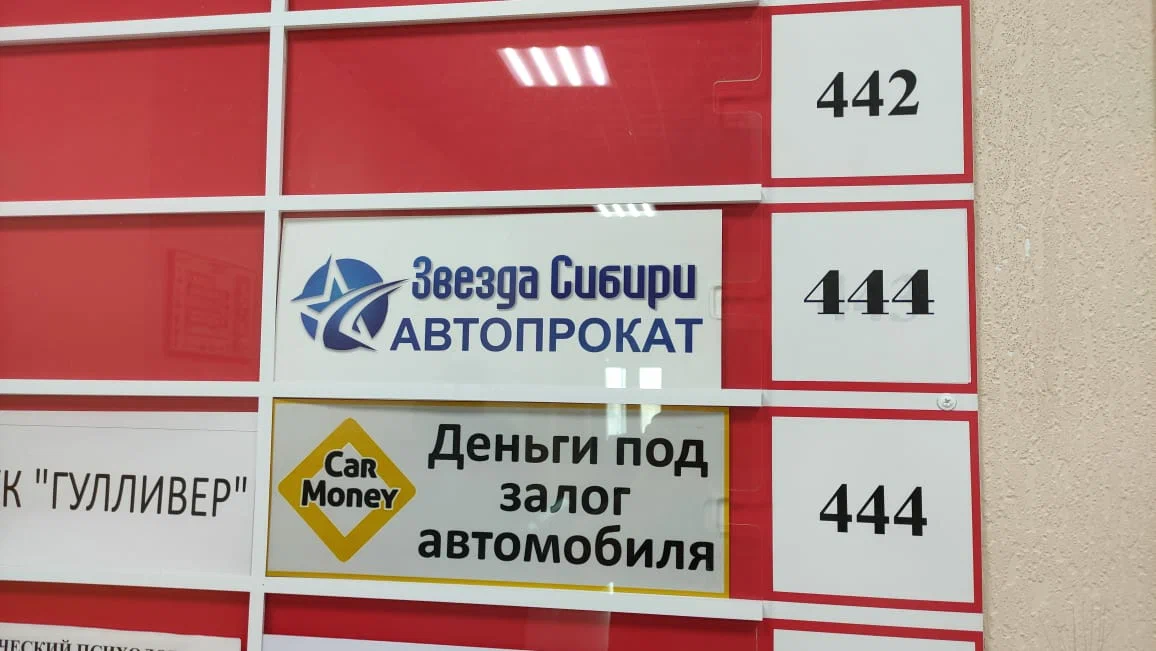 442
Звезда Сибири
АВТОПРОКАТ
444
К "ГУЛЛИВЕР"
Car
Money
Деньги под
залог
автомобиля
444